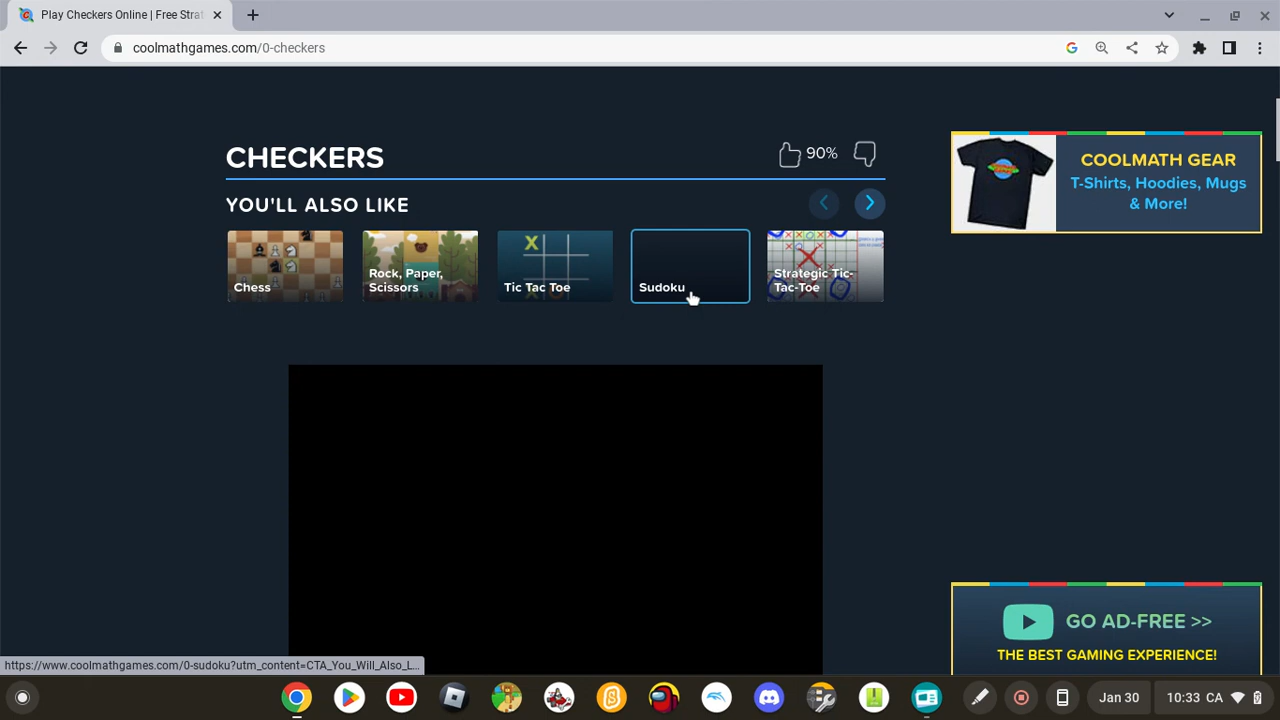 Play Checkers Online | Free Strat
coolmathgames.com/0-checkers
CHECKERS
90%
YOU'LL ALSO LIKE
Chess
Rock, Paper,
Scissors
Tic Tac Toe
Sudoku
Strategic Tic-
Tac-Toe
COOLMATH GEAR
T-Shirts, Hoodies, Mugs
& More!
GO AD-FREE >>
THE BEST GAMING EXPERIENCE!
https://www.coolmathgames.com/0-sudoku?utm_content=CTA_You_Will_Also_L...
Jan 30
10:33 CA